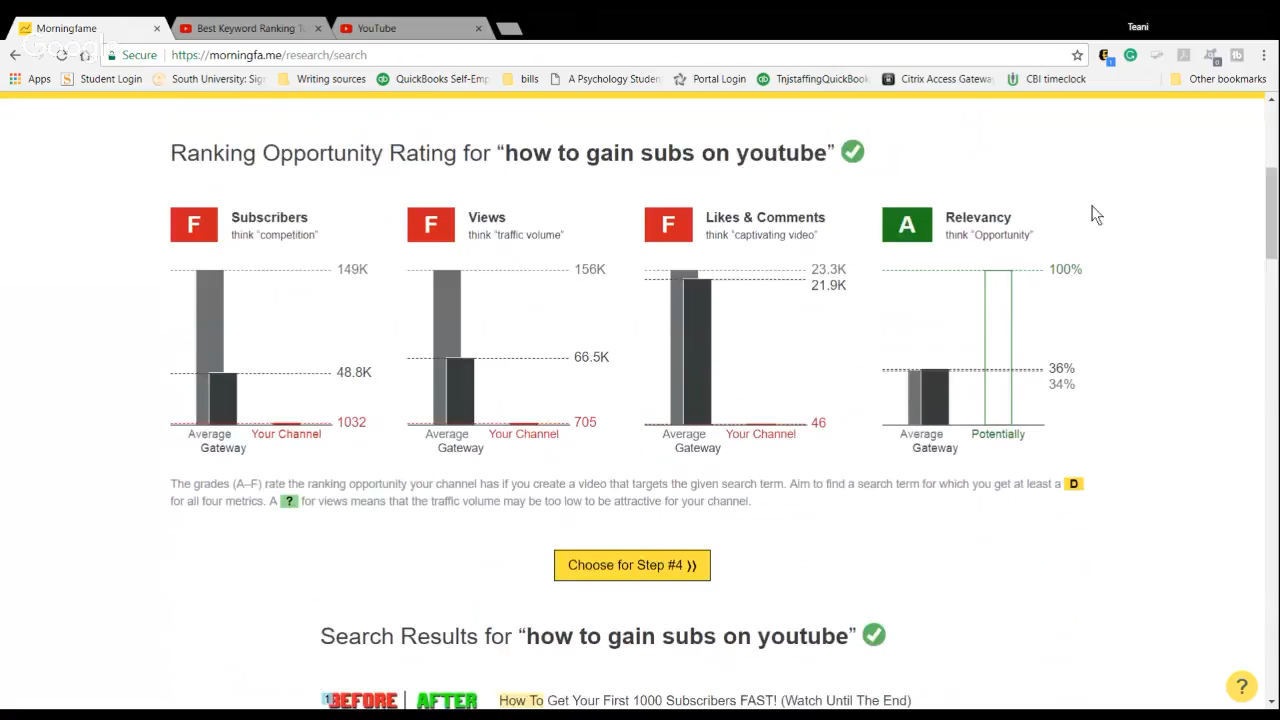 Morningfame
Best Keyword Ranking T
YouTube
Teani
Google
Secure
https://morningfa.me/research/search
Apps
Student Login
South University: Sig
Writing sources
QuickBooks Self-Emp
bills
A Psychology Studen
Portal Login
TnjstaffingQuickBook
Citrix Access Gateway
CBI timeclock
Other bookmarks
Ranking Opportunity Rating for “how to gain subs on youtube”
F
Subscribers
think “competition”
149K
48.8K
1032
Average
Your Channel
Gateway
F
Views
think “traffic volume”
156K
66.5K
705
Average
Your Channel
Gateway
F
Likes & Comments
think “captivating video”
23.3K
21.9K
46
Average
Your Channel
Gateway
A
Relevancy
think “Opportunity”
100%
36%
34%
Average
Potentially
Gateway
The grades (A–F) rate the ranking opportunity your channel has if you create a video that targets the given search term. Aim to find a search term for which you get at least a D
for all four metrics. A ? for views means that the traffic volume may be too low to be attractive for your channel.
Choose for Step #4 ⟩⟩
Search Results for “how to gain subs on youtube”
1
BEFORE | AFTER
How To Get Your First 1000 Subscribers FAST! (Watch Until The End)
?